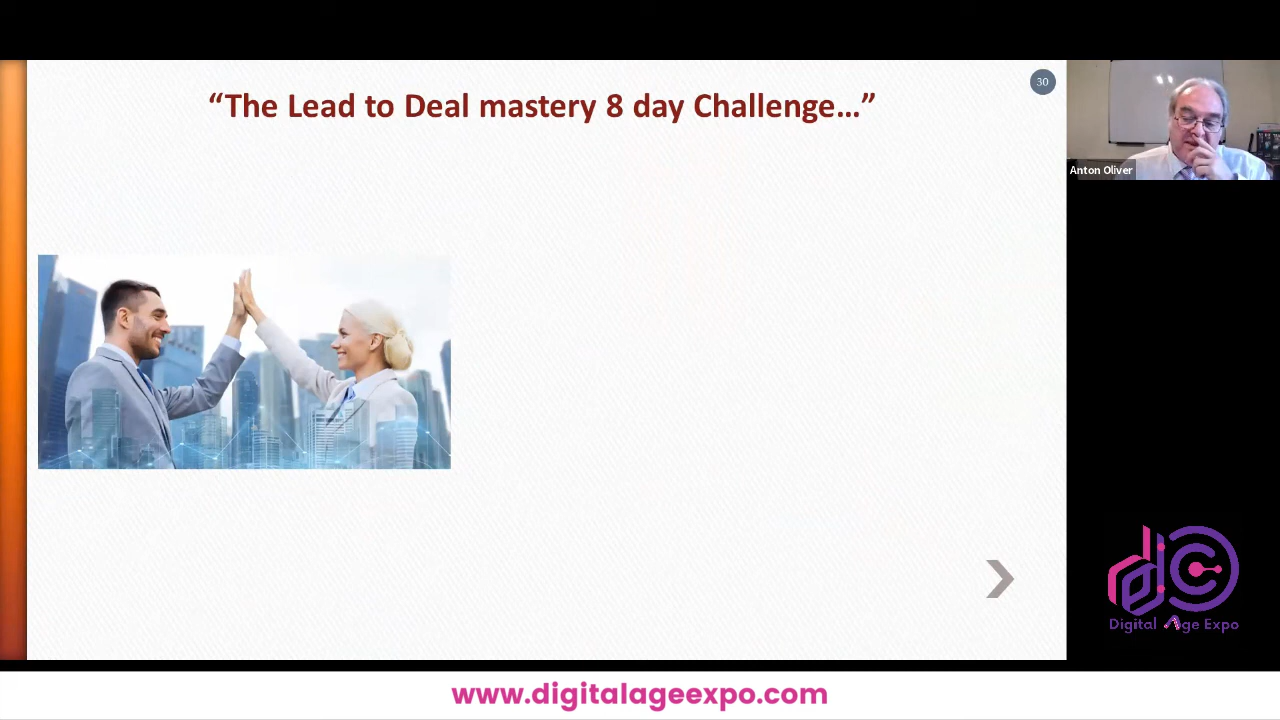 “The Lead to Deal mastery 8 day Challenge...”
30
Anton Oliver
Digital Age Expo
www.digitalageexpo.com